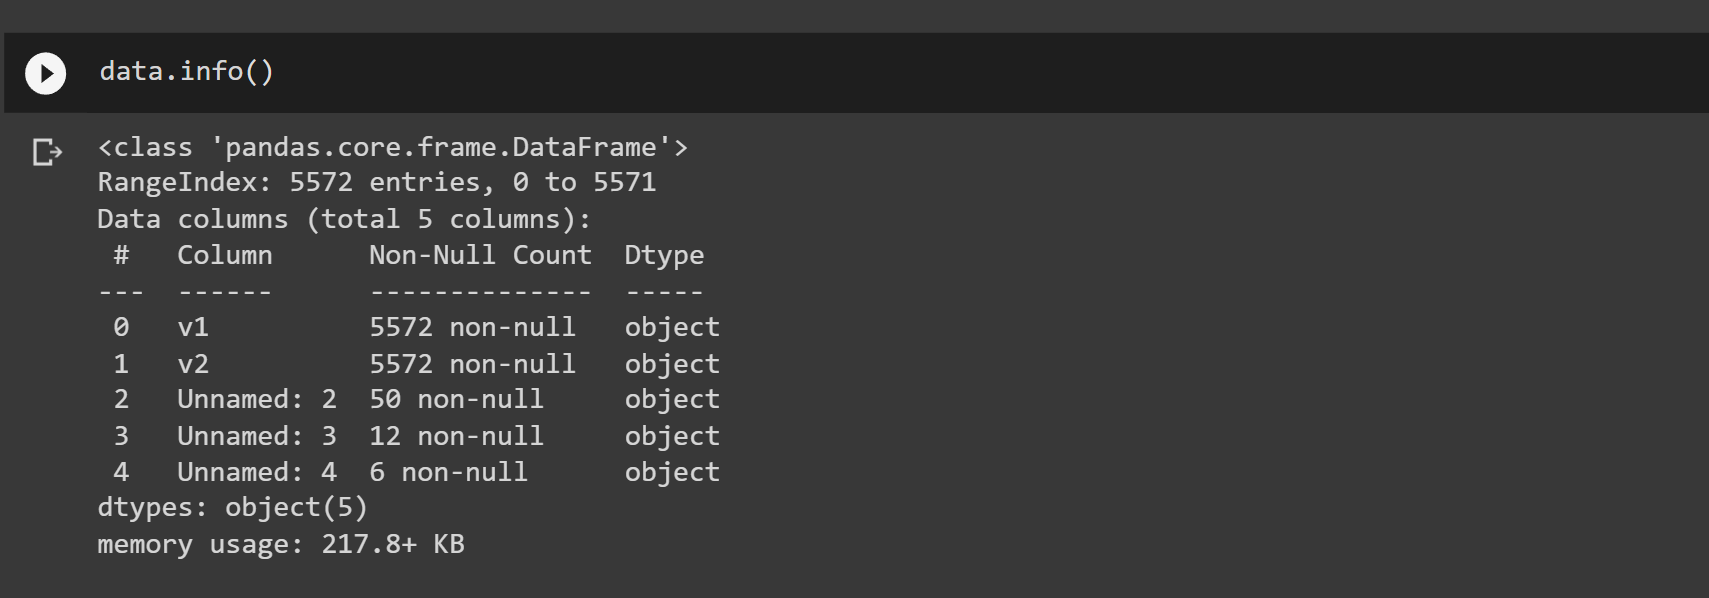 data.info()
<class 'pandas.core.frame.DataFrame'>
RangeIndex: 5572 entries, 0 to 5571
Data columns (total 5 columns):
 #   Column      Non-Null Count  Dtype
---  ------      --------------  -----
 0   v1          5572 non-null   object
 1   v2          5572 non-null   object
 2   Unnamed: 2  50 non-null     object
 3   Unnamed: 3  12 non-null     object
 4   Unnamed: 4  6 non-null      object
dtypes: object(5)
memory usage: 217.8+ KB